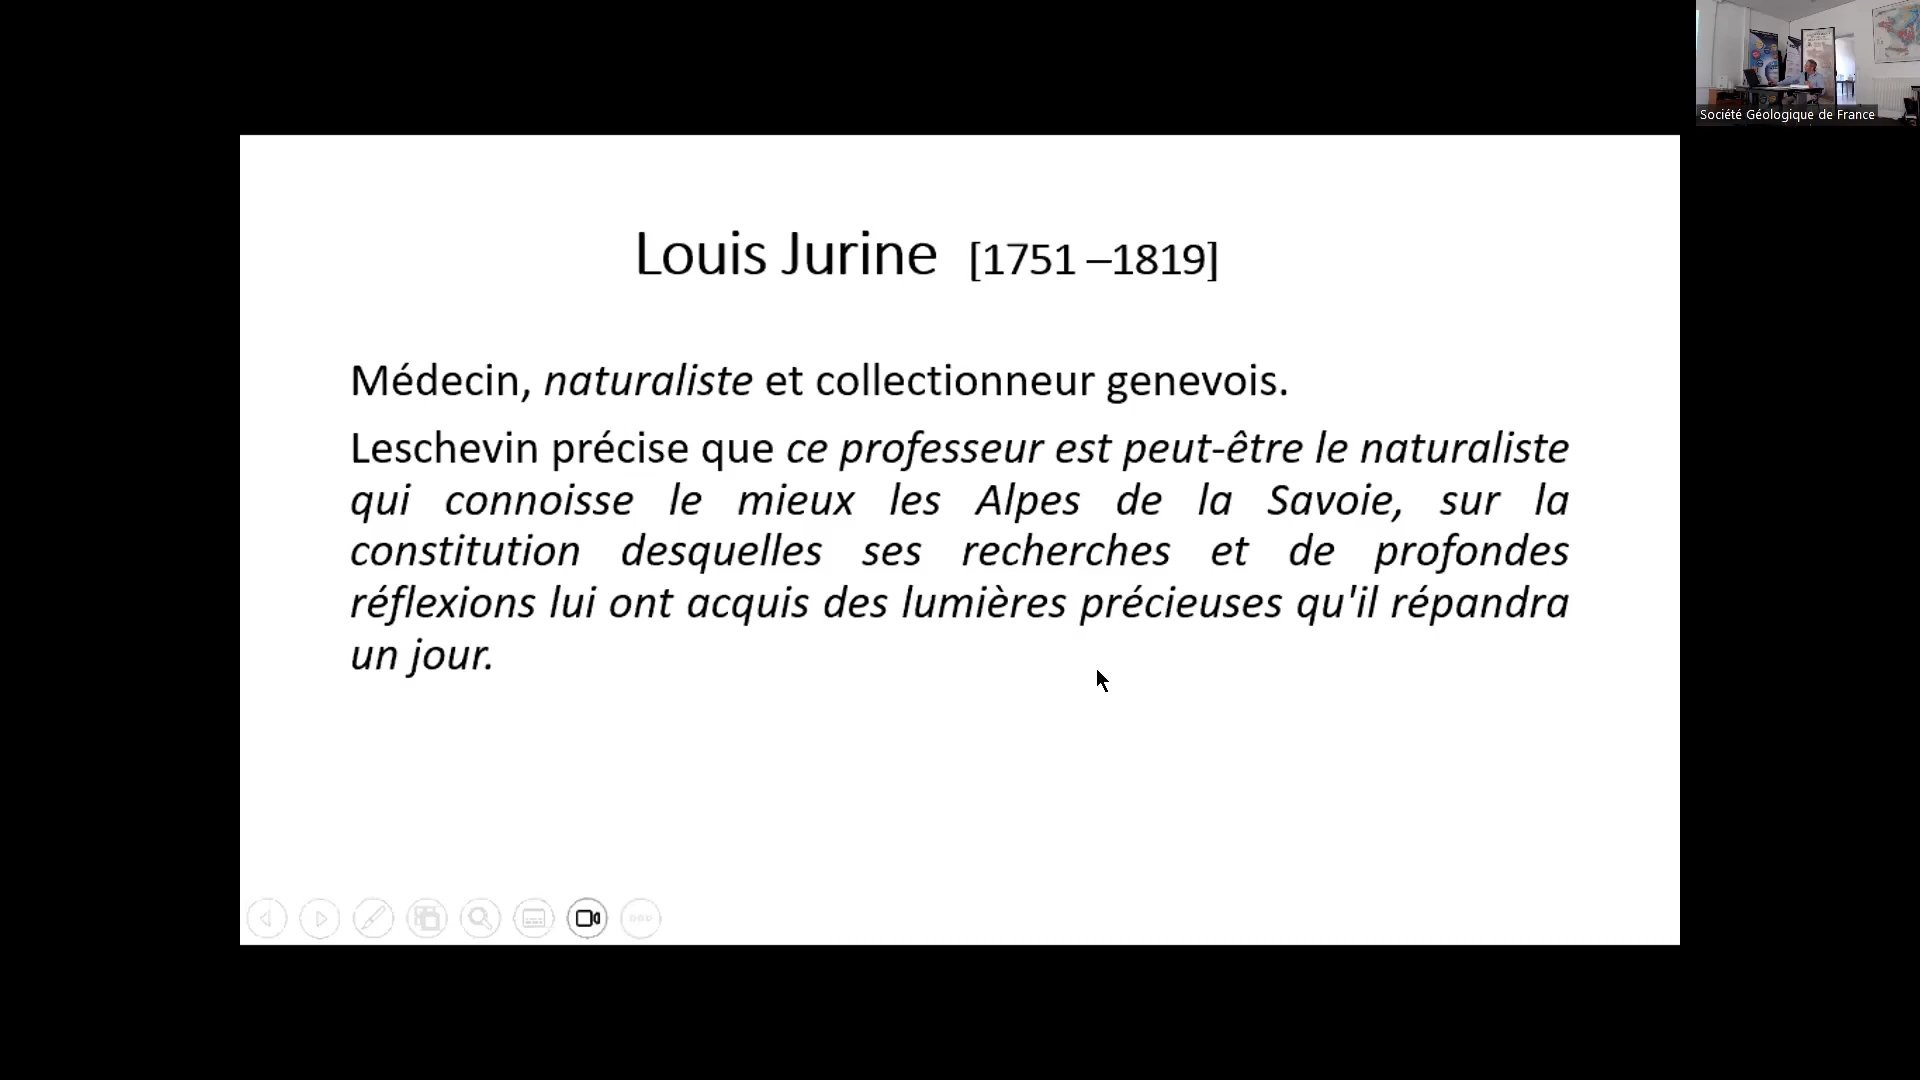 Société Géologique de France
Louis Jurine [1751 –1819]
Médecin, naturaliste et collectionneur genevois.
Leschevin précise que ce professeur est peut-être le naturaliste
qui connoisse le mieux les Alpes de la Savoie, sur la
constitution desquelles ses recherches et de profondes
réflexions lui ont acquis des lumières précieuses qu'il répandra
un jour.